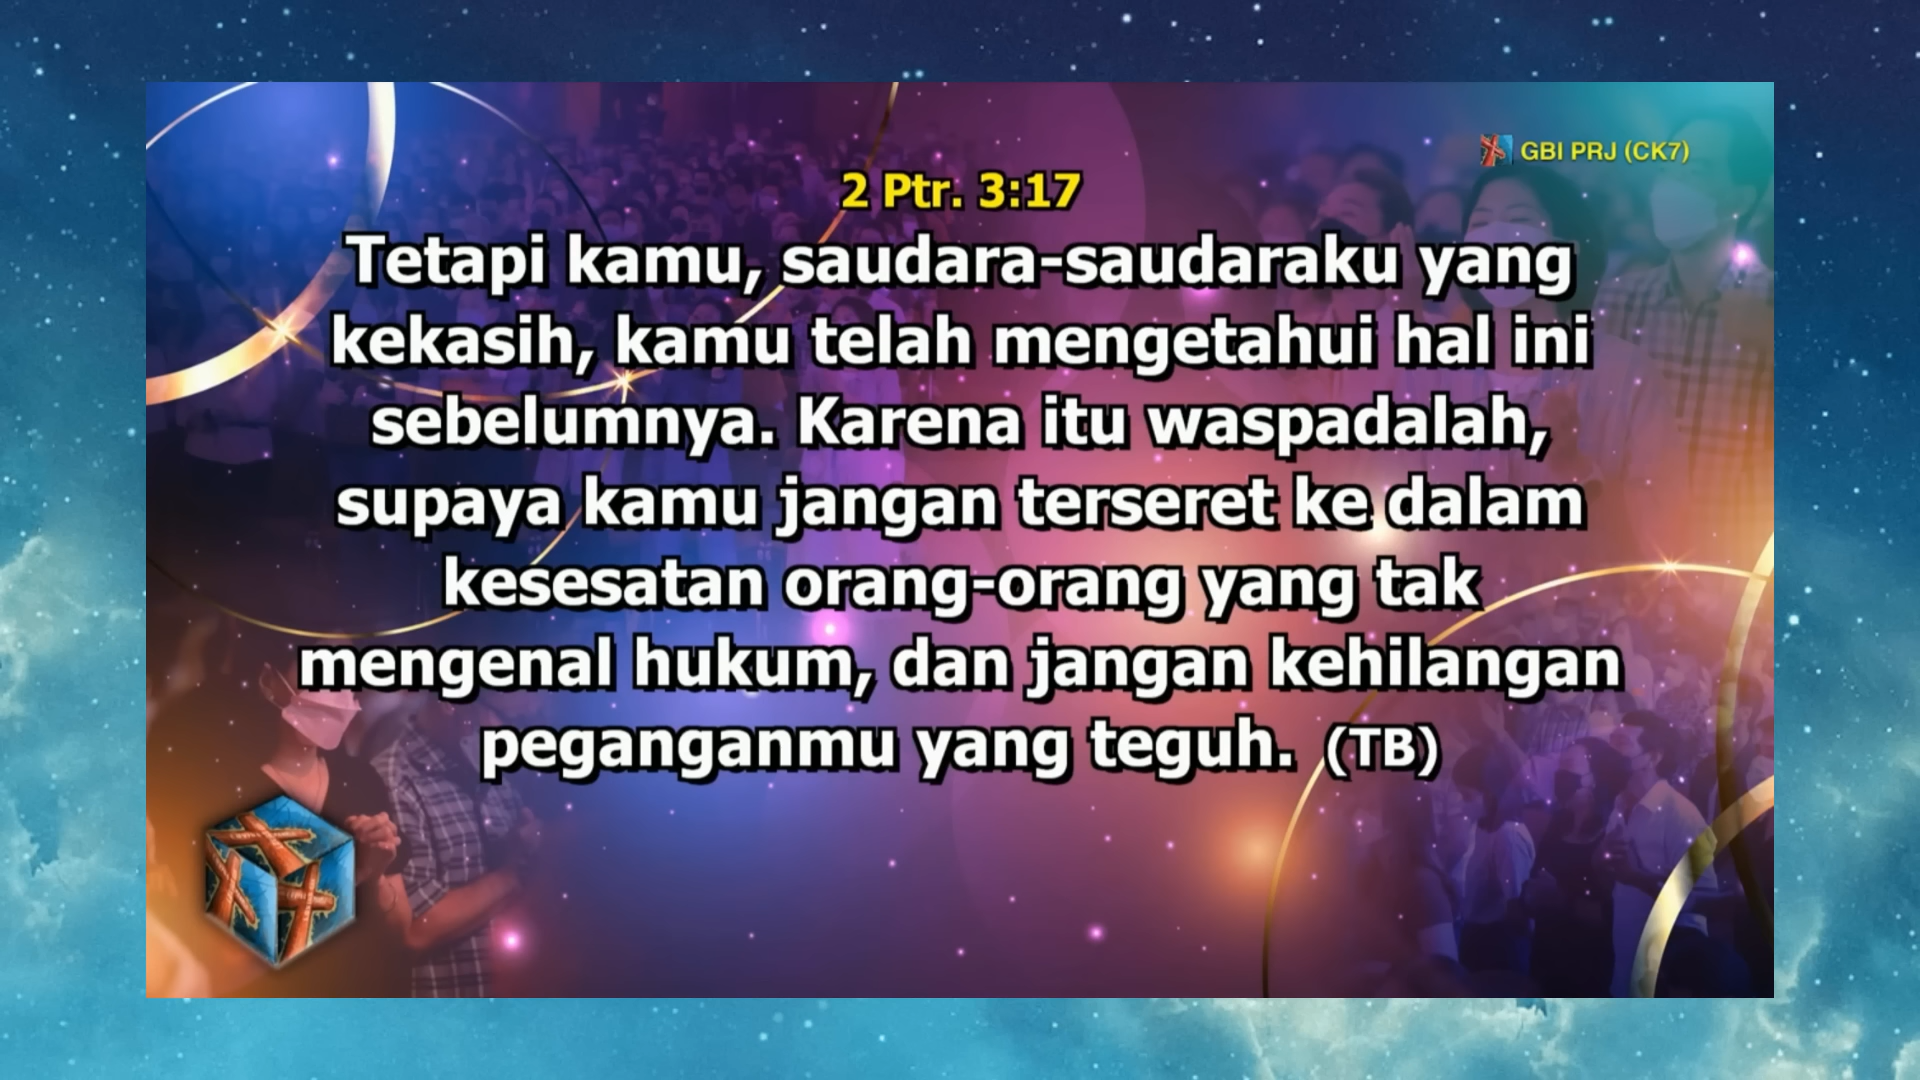 GBI PRJ (CK7)
2 Ptr. 3:17
Tetapi kamu, saudara-saudaraku yang
kekasih, kamu telah mengetahui hal ini
sebelumnya. Karena itu waspadalah,
supaya kamu jangan terseret ke dalam
kesesatan orang-orang yang tak
mengenal hukum, dan jangan kehilangan
peganganmu yang teguh. (TB)